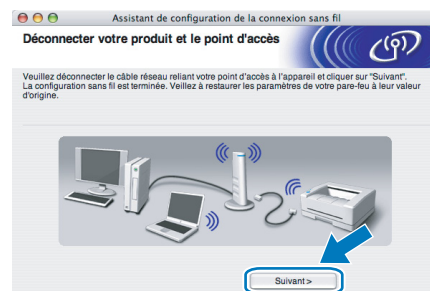 Assistant de configuration de la connexion sans fil
Déconnecter votre produit et le point d'accès
Veuillez déconnecter le câble réseau reliant votre point d'accès à l'appareil et cliquer sur "Suivant".
La configuration sans fil est terminée. Veillez à restaurer les paramètres de votre pare-feu à leur valeur
d'origine.
Suivant >